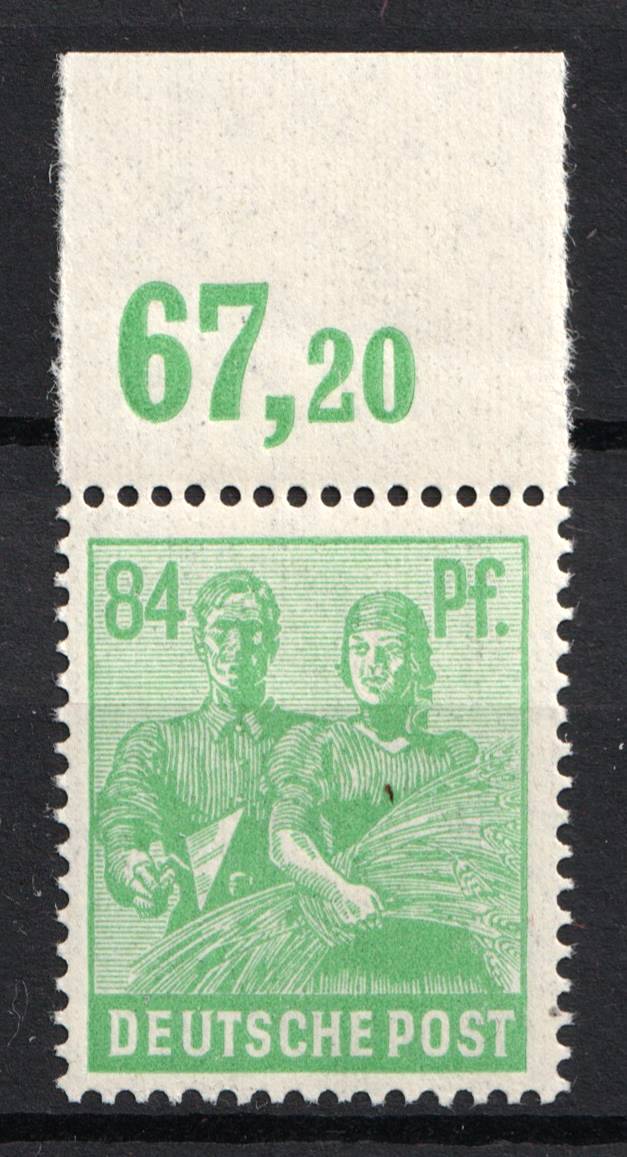 67,20
84 Pf.
DEUTSCHE POST